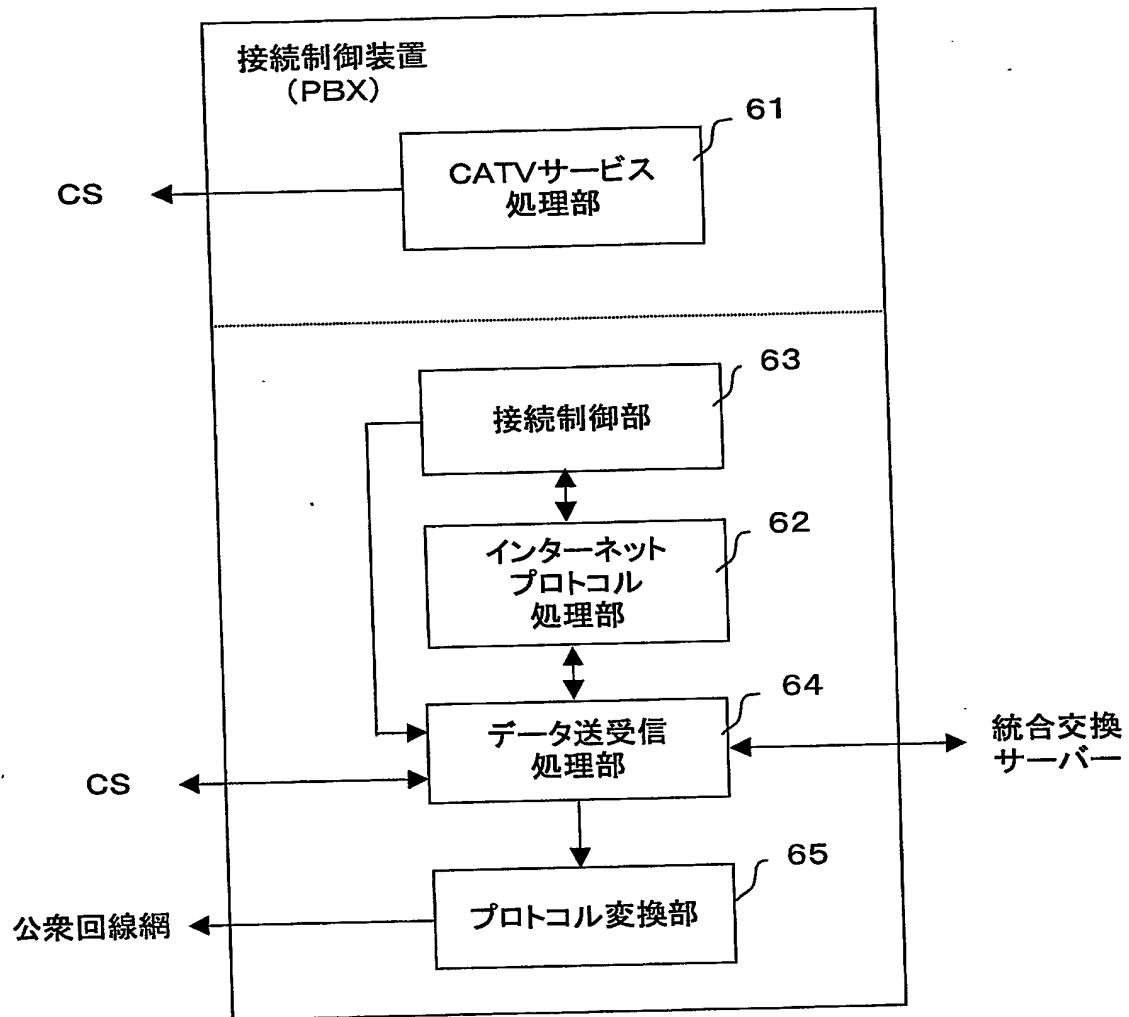 接続制御装置
(PBX)
61
CATVサービス
処理部
CS
63
接続制御部
62
インターネット
プロトコル
処理部
64
データ送受信
処理部
統合交換
サーバー
CS
65
プロトコル変換部
公衆回線網